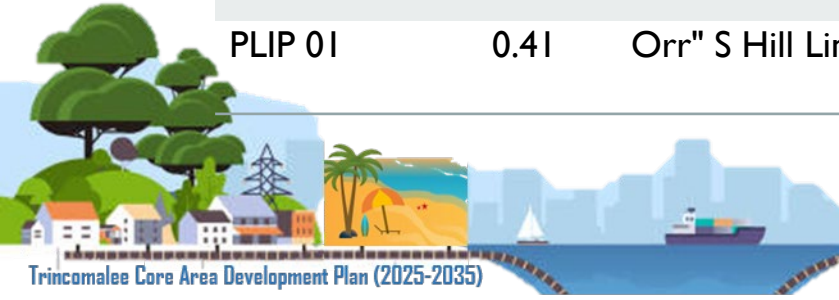 PLIP 01 0.41 Orr" S Hill
Trincomalee Core Area Development Plan (2025-2035)